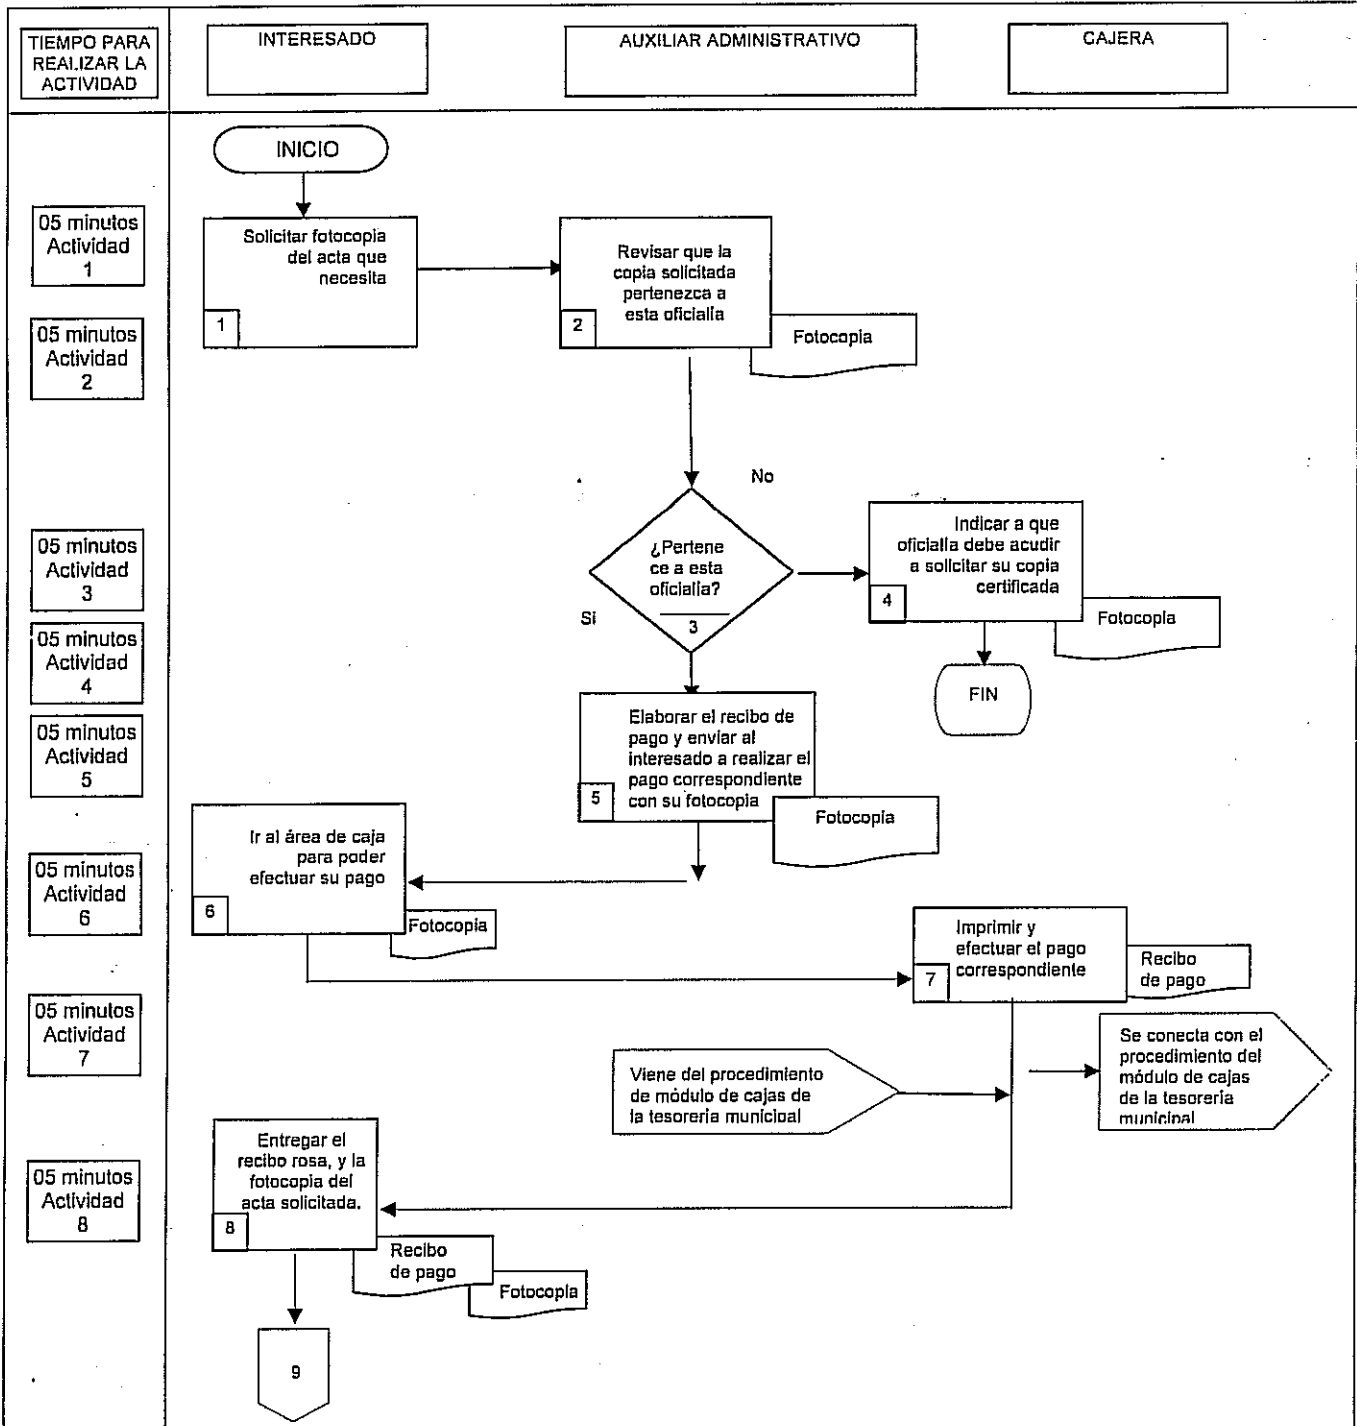 TIEMPO PARA
REALIZAR LA
ACTIVIDAD
INTERESADO
AUXILIAR ADMINISTRATIVO
CAJERA
INICIO
05 minutos
Actividad
1
Solicitar fotocopia
del acta que
necesita
1
Revisar que la
copia solicitada
pertenezca a
esta oficialía
2
Fotocopia
05 minutos
Actividad
2
No
¿Pertene
ce a esta
oficialía?
3
Si
Indicar a que
oficialía debe acudir
a solicitar su copia
certificada
4
Fotocopia
FIN
05 minutos
Actividad
3
05 minutos
Actividad
4
05 minutos
Actividad
5
Elaborar el recibo de
pago y enviar al
interesado a realizar el
pago correspondiente
con su fotocopia
5
Fotocopia
05 minutos
Actividad
6
Ir al área de caja
para poder
efectuar su pago
6
Fotocopia
Imprimir y
efectuar el pago
correspondiente
7
Recibo
de pago
05 minutos
Actividad
7
Viene del procedimiento
de módulo de cajas de
la tesorería municipal
Se conecta con el
procedimiento del
módulo de cajas
de la tesorería
municipal
05 minutos
Actividad
8
Entregar el
recibo rosa, y la
fotocopia del
acta solicitada.
8
Recibo
de pago
Fotocopia
9